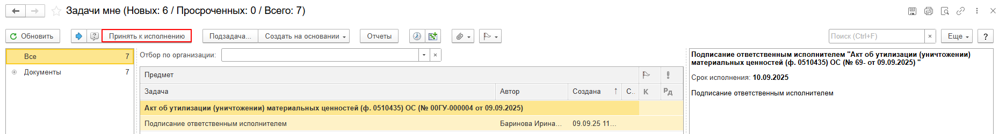 Задачи мне (Новых: 6 / Просроченных: 0 / Всего: 7)
Обновить Принять к исполнению Подзадача... Создать на основании Отчеты Поиск (Ctrl+F) × Еще ?
Все 7
Документы 7
Отбор по организации:
Предмет
Задача Автор Создана ↑ С.. К Рд
Акт об утилизации (уничтожении) материальных ценностей (ф. 0510435) ОС (№ 00ГУ-000004 от 09.09.2025)
Подписание ответственным исполнителем Баринова Ирина... 09.09.25 11...
Подписание ответственным исполнителем "Акт об утилизации (уничтожении)
материальных ценностей (ф. 0510435) ОС (№ 69- от 09.09.2025) "
Срок исполнения: 10.09.2025
Подписание ответственным исполнителем